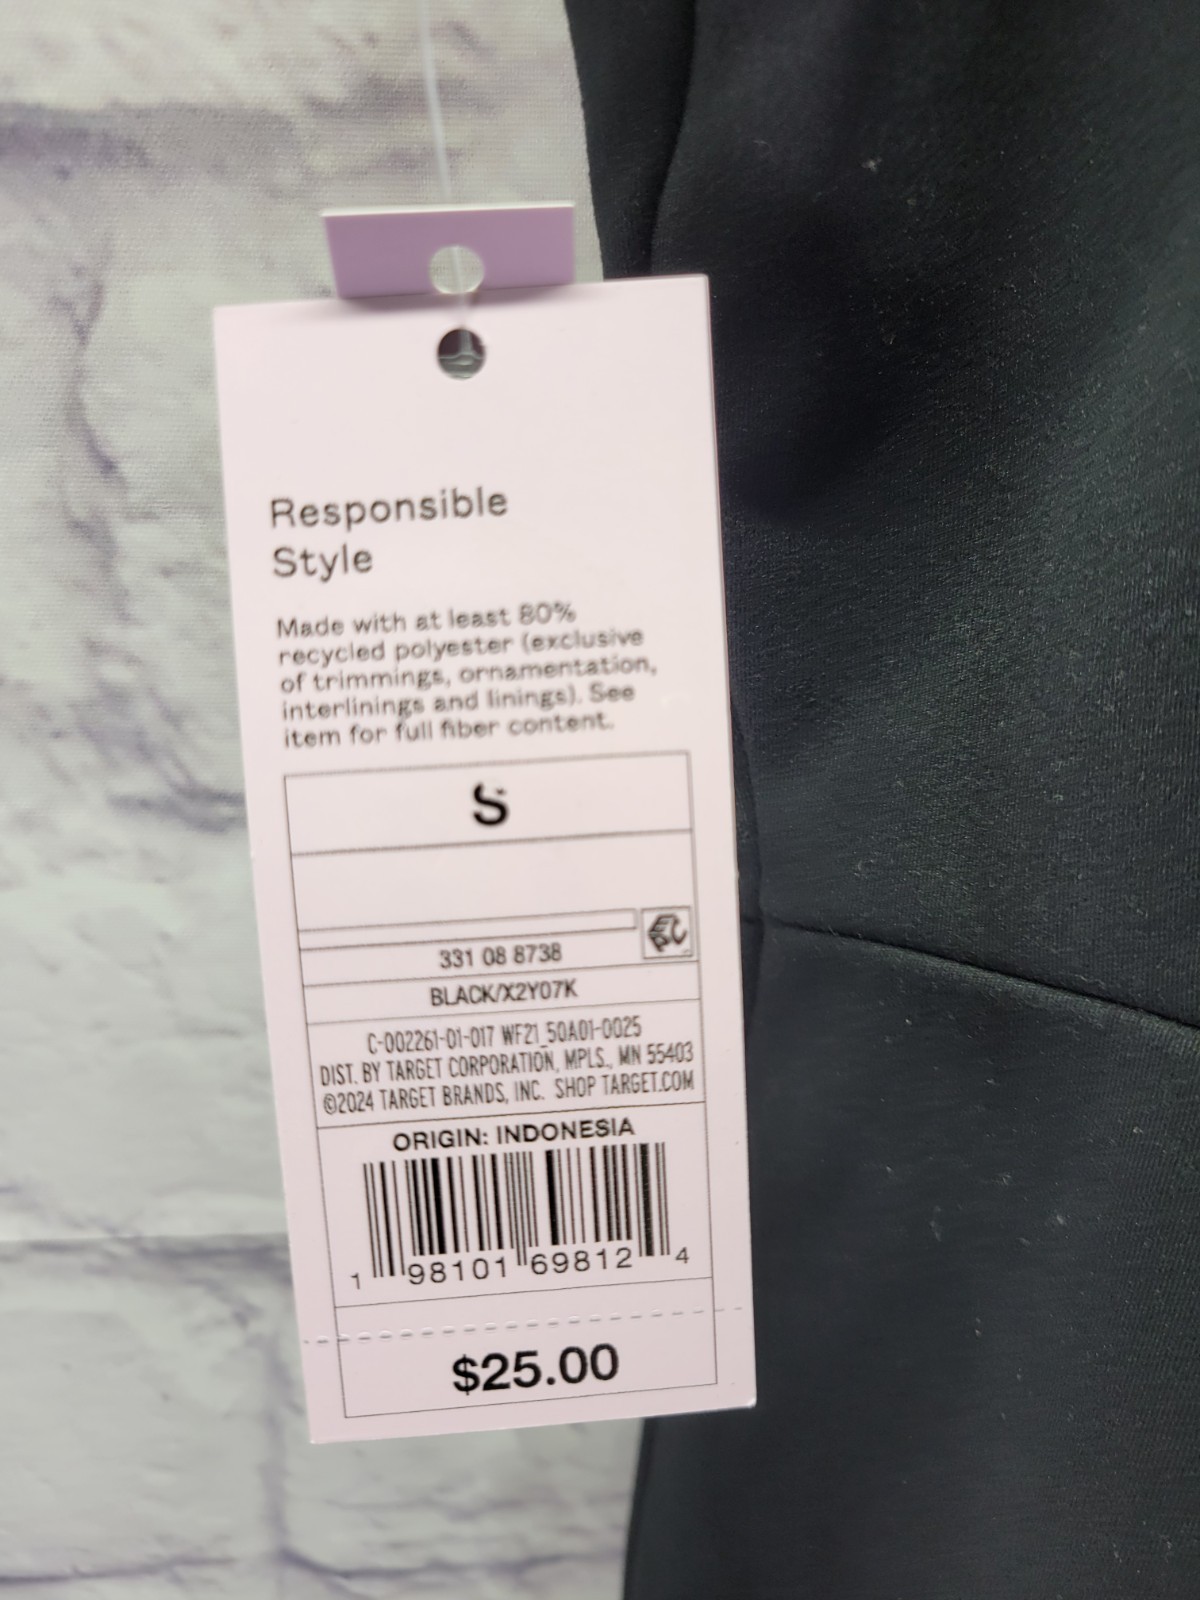 Responsible
Style
Made with at least 80%
recycled polyester (exclusive
of trimmings, ornamentation,
interlinings and linings). See
item for full fiber content.
S
331 08 8738
BLACK/X2Y07K
C-002261-01-017 WF21_50A01-0025
DIST. BY TARGET CORPORATION, MPLS., MN 55403
©2024 TARGET BRANDS, INC. SHOP TARGET.COM
ORIGIN: INDONESIA
1 98101 69812 4
$25.00